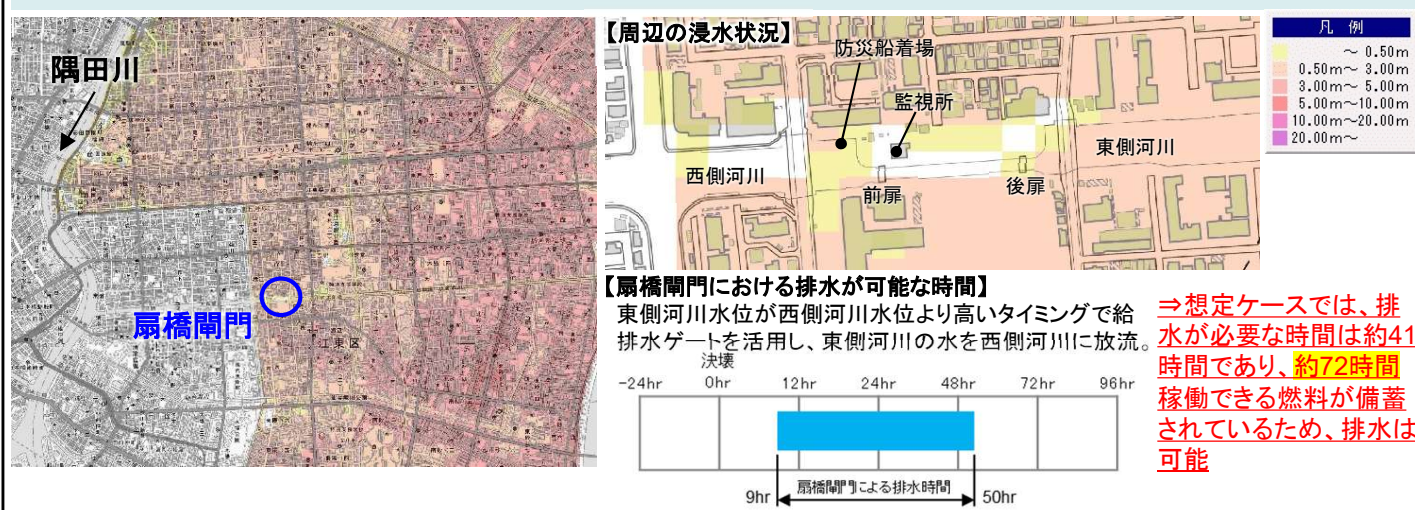 隅田川
扇橋閘門
江東区
【周辺の浸水状況】
防災船着場
監視所
西側河川
前扉
後扉
東側河川
凡 例
～ 0.50m
0.50m～ 3.00m
3.00m～ 5.00m
5.00m～10.00m
10.00m～20.00m
20.00m～
【扇橋閘門における排水が可能な時間】
東側河川水位が西側河川水位より高いタイミングで給
排水ゲートを活用し、東側河川の水を西側河川に放流。
決壊
-24hr 0hr 12hr 24hr 48hr 72hr 96hr
扇橋閘門による排水時間
9hr 50hr
⇒想定ケースでは、排
水が必要な時間は約41
時間であり、約72時間
稼働できる燃料が備蓄
されているため、排水は
可能